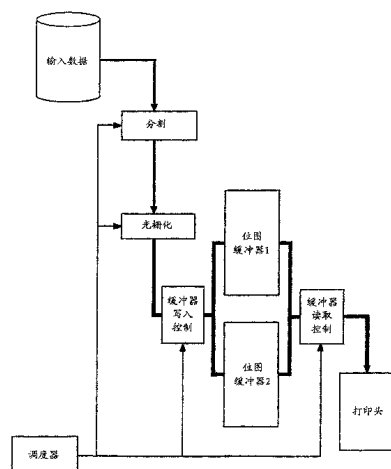 输入数据
分割
光栅化
位图
缓冲器1
缓冲器
写入
控制
缓冲器
读取
控制
位图
缓冲器2
打印头
调度器